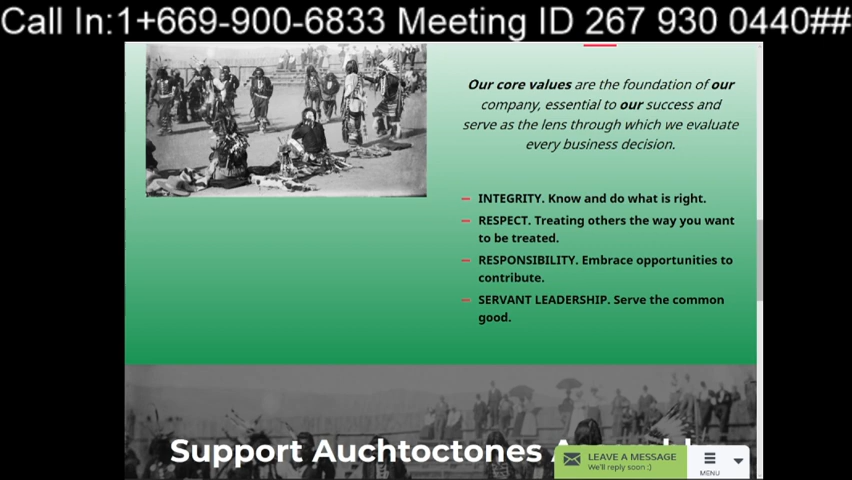 Call In:1+669-900-6833 Meeting ID 267 930 0440##
Our core values are the foundation of our
company, essential to our success and
serve as the lens through which we evaluate
every business decision.
INTEGRITY. Know and do what is right.
RESPECT. Treating others the way you want
to be treated.
RESPONSIBILITY. Embrace opportunities to
contribute.
SERVANT LEADERSHIP. Serve the common
good.
Support Auchtoctones
LEAVE A MESSAGE
We'll reply soon ;)
MENU